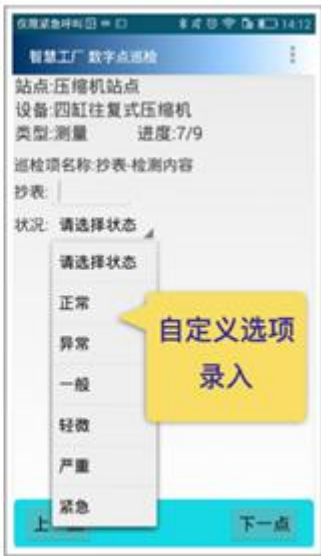 仅限紧急呼叫 14:12
智慧工厂 数字点巡检
站点:压缩机站点
设备:四缸往复式压缩机
类型:测量 进度:7/9
巡检项名称:抄表-检测内容
抄表:
状况: 请选择状态
请选择状态
正常
异常
一般
轻微
严重
紧急
自定义选项
录入
上
下一点